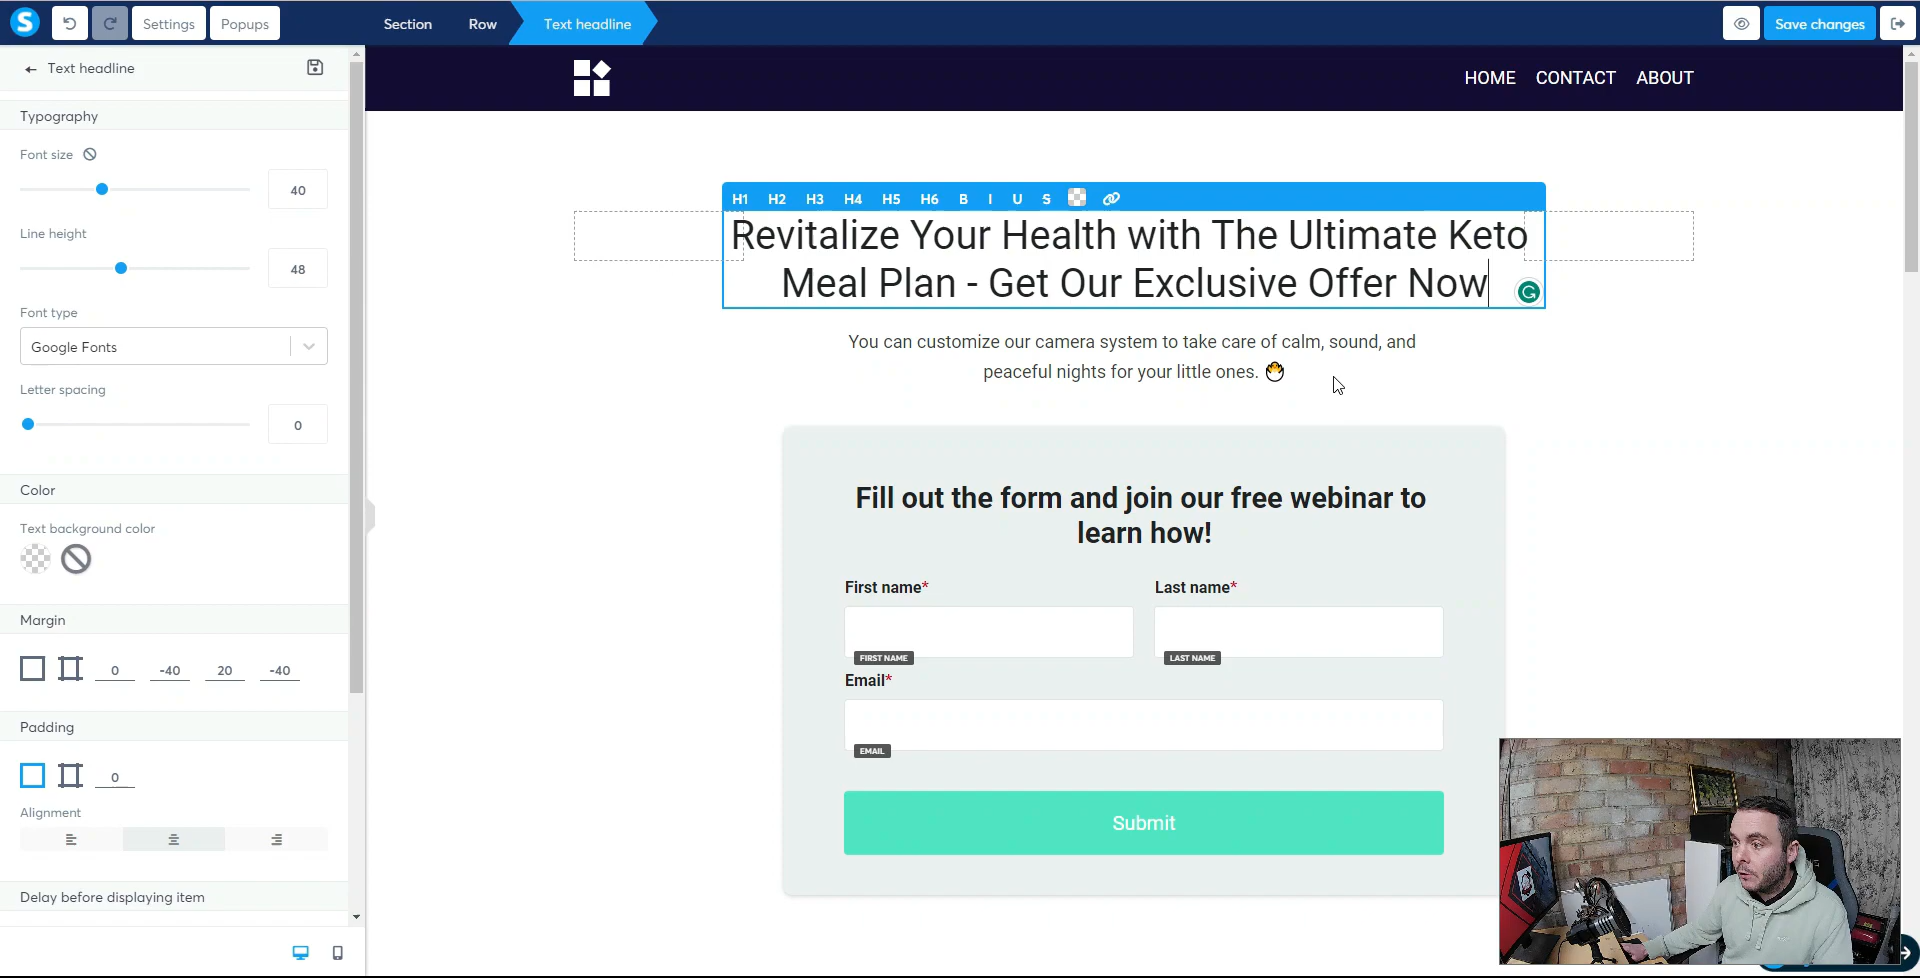 S
Settings
Popups
Section
Row
Text headline
Save changes
Text headline
Typography
Font size
40
Line height
48
Font type
Google Fonts
Letter spacing
0
Color
Text background color
Margin
0 -40 20 -40
Padding
0
Alignment
Delay before displaying item
HOME CONTACT ABOUT
H1 H2 H3 H4 H5 H6 B I U S
Revitalize Your Health with The Ultimate Keto
Meal Plan - Get Our Exclusive Offer Now
G
You can customize our camera system to take care of calm, sound, and
peaceful nights for your little ones. 🐣
Fill out the form and join our free webinar to
learn how!
First name* Last name*
FIRST NAME LAST NAME
Email*
EMAIL
Submit